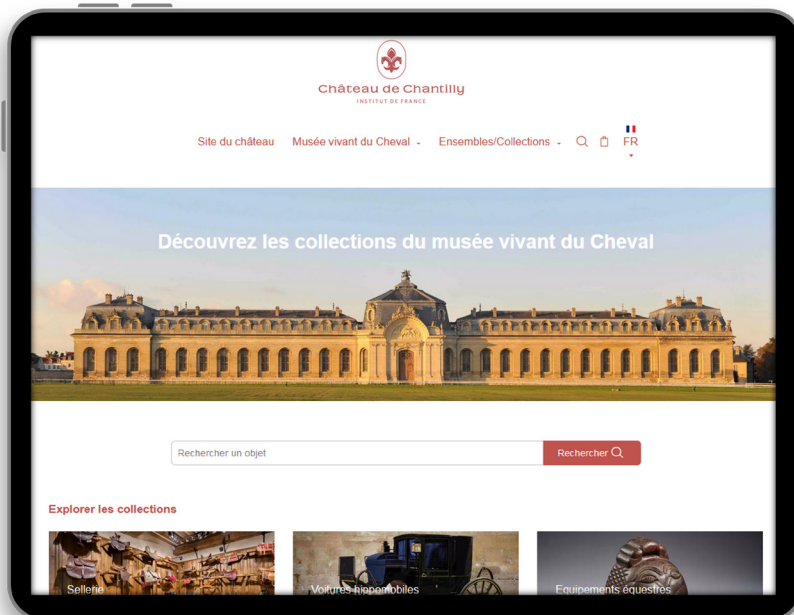 Château de Chantilly
INSTITUT DE FRANCE
Site du château Musée vivant du Cheval Ensembles/Collections FR
Découvrez les collections du musée vivant du Cheval
Rechercher un objet Rechercher
Explorer les collections
Sellerie Voitures hippomobiles Equipements équestres